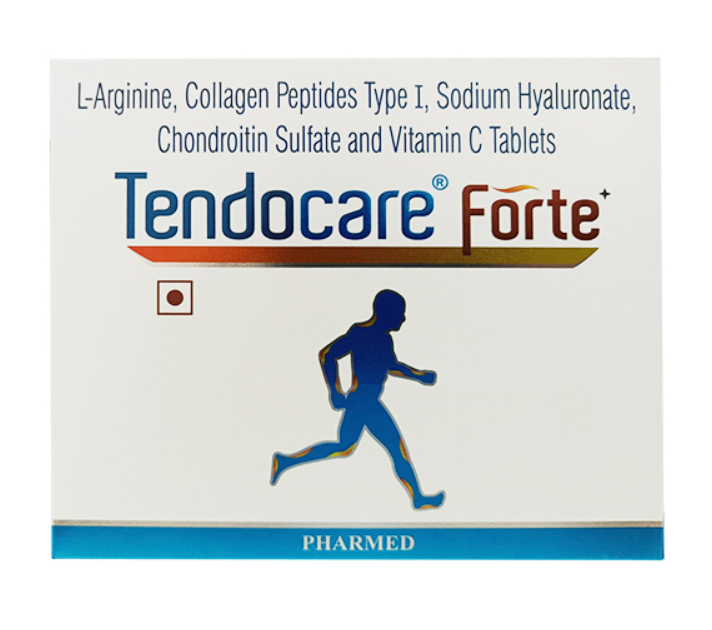 L-Arginine, Collagen Peptides Type I, Sodium Hyaluronate,
Chondroitin Sulfate and Vitamin C Tablets
Tendocare® Forte+
PHARMED